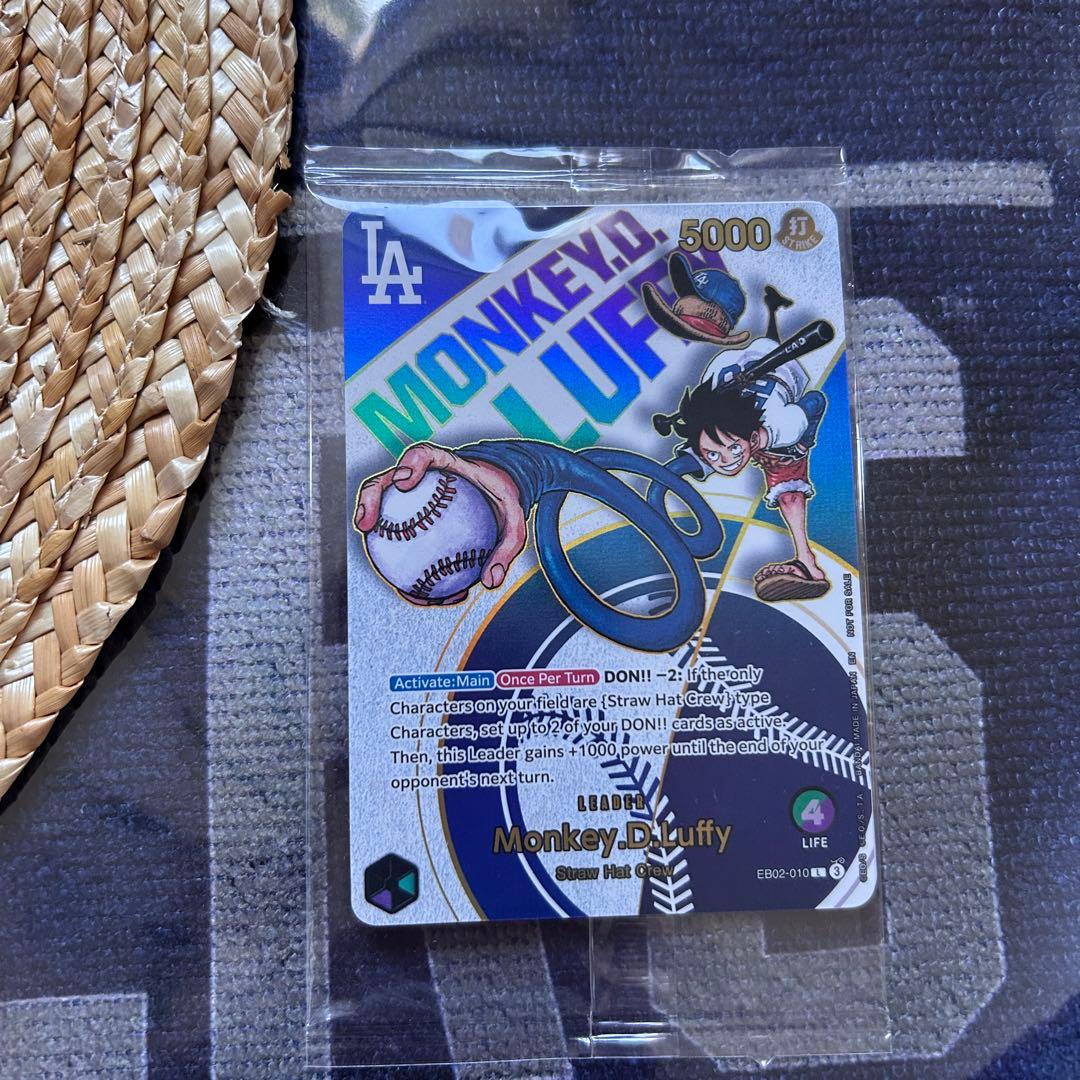 LA
MONKEY.D.
LUFFY
5000
打
STRIKE
LA
LAD
Activate:Main Once Per Turn DON!! −2: If the only
Characters on your field are {Straw Hat Crew} type
Characters, set up to 2 of your DON!! cards as active.
Then, this Leader gains +1000 power until the end of your
opponent's next turn.
LEADER
Monkey.D.Luffy
Straw Hat Crew
4
LIFE
EB02-010 L 3
BANDAI MADE IN JAPAN EN NOT FOR SALE